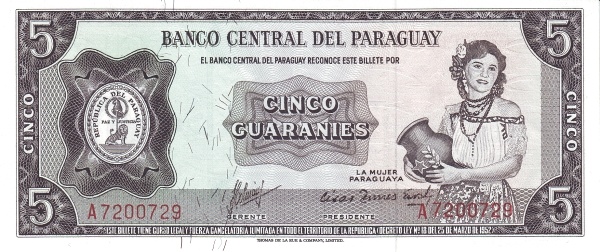 5 BANCO CENTRAL DEL PARAGUAY 5
EL BANCO CENTRAL DEL PARAGUAY RECONOCE ESTE BILLETE POR
REPUBLICA DEL PARAGUAY
PAZ Y JUSTICIA
CINCO
CINCO
GUARANIES
CINCO
LA MUJER
PARAGUAYA
GERENTE
PRESIDENTE
5 A7200729 A7200729 5
ESTE BILLETE TIENE CURSO LEGAL Y FUERZA CANCELATORIA ILIMITADA EN TODO EL TERRITORIO DE LA REPUBLICA (DECRETO LEY Nº 18 DEL 25 DE MARZO DE 1952)
THOMAS DE LA RUE & COMPANY, LIMITED.